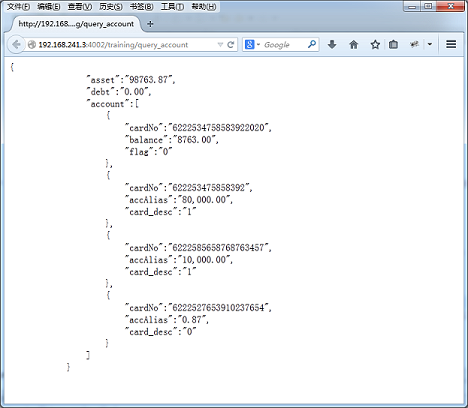 文件(F) 编辑(E) 查看(V) 历史(S) 书签(B) 工具(T) 帮助(H)
http://192.168....g/query_account
192.168.241.3:4002/training/query_account
Google
{
"asset":"98763.87",
"debt":"0.00",
"account":[
{
"cardNo":"6222534758583922020",
"balance":"8763.00",
"flag":"0"
},
{
"cardNo":"622253475858392",
"accAlias":"80,000.00",
"card_desc":"1"
},
{
"cardNo":"6222585658768763457",
"accAlias":"10,000.00",
"card_desc":"1"
},
{
"cardNo":"6222527653910237654",
"accAlias":"0.87",
"card_desc":"0"
}
]
}